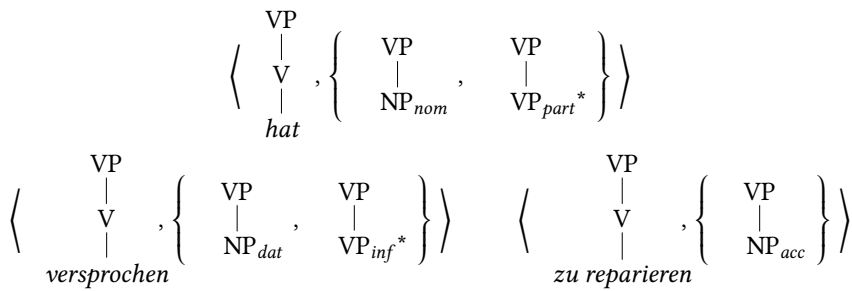 VP VP VP
⟨ V , { NP_nom , VP_part* } ⟩
hat
VP VP VP VP VP
⟨ V , { NP_dat , VP_inf* } ⟩ ⟨ V , { NP_acc } ⟩
versprochen zu reparieren